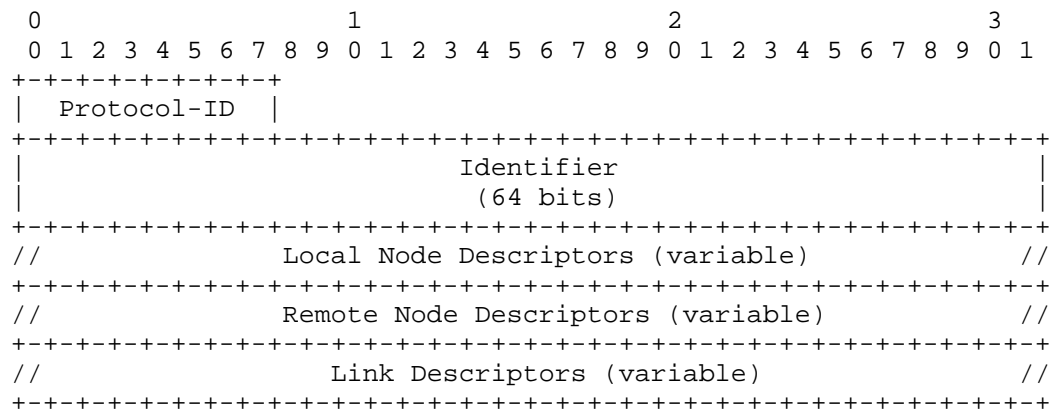 0                   1                   2                   3
 0 1 2 3 4 5 6 7 8 9 0 1 2 3 4 5 6 7 8 9 0 1 2 3 4 5 6 7 8 9 0 1
+-+-+-+-+-+-+-+-+
|  Protocol-ID  |
+-+-+-+-+-+-+-+-+-+-+-+-+-+-+-+-+-+-+-+-+-+-+-+-+-+-+-+-+-+-+-+-+
|                           Identifier                          |
|                            (64 bits)                          |
+-+-+-+-+-+-+-+-+-+-+-+-+-+-+-+-+-+-+-+-+-+-+-+-+-+-+-+-+-+-+-+-+
//               Local Node Descriptors (variable)             //
+-+-+-+-+-+-+-+-+-+-+-+-+-+-+-+-+-+-+-+-+-+-+-+-+-+-+-+-+-+-+-+-+
//               Remote Node Descriptors (variable)            //
+-+-+-+-+-+-+-+-+-+-+-+-+-+-+-+-+-+-+-+-+-+-+-+-+-+-+-+-+-+-+-+-+
//                  Link Descriptors (variable)                //
+-+-+-+-+-+-+-+-+-+-+-+-+-+-+-+-+-+-+-+-+-+-+-+-+-+-+-+-+-+-+-+-+